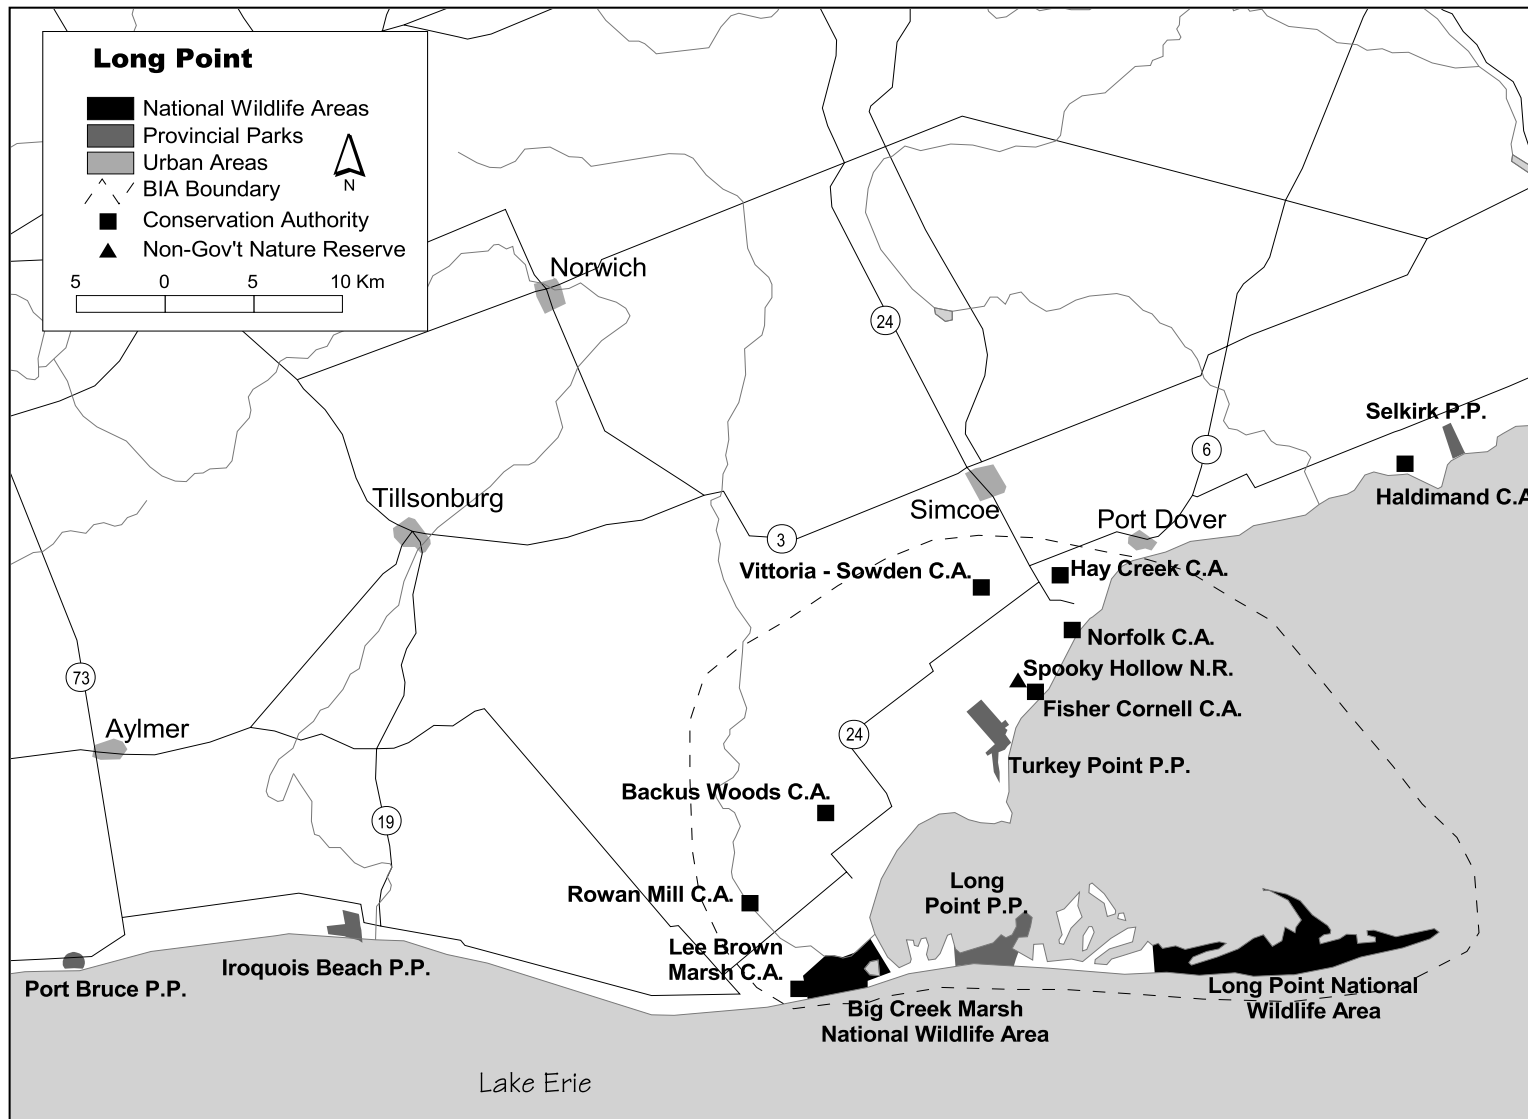 Long Point
National Wildlife Areas
Provincial Parks
Urban Areas
BIA Boundary
N
Conservation Authority
Non-Gov't Nature Reserve
5 0 5 10 Km
Norwich
24
Selkirk P.P.
6
Haldimand C.A
Tillsonburg
Simcoe
Port Dover
3
Vittoria - Sowden C.A.
Hay Creek C.A.
Norfolk C.A.
Spooky Hollow N.R.
73
Fisher Cornell C.A.
Aylmer
24
Turkey Point P.P.
Backus Woods C.A.
19
Long
Point P.P.
Rowan Mill C.A.
Lee Brown
Marsh C.A.
Iroquois Beach P.P.
Port Bruce P.P.
Long Point National
Wildlife Area
Big Creek Marsh
National Wildlife Area
Lake Erie